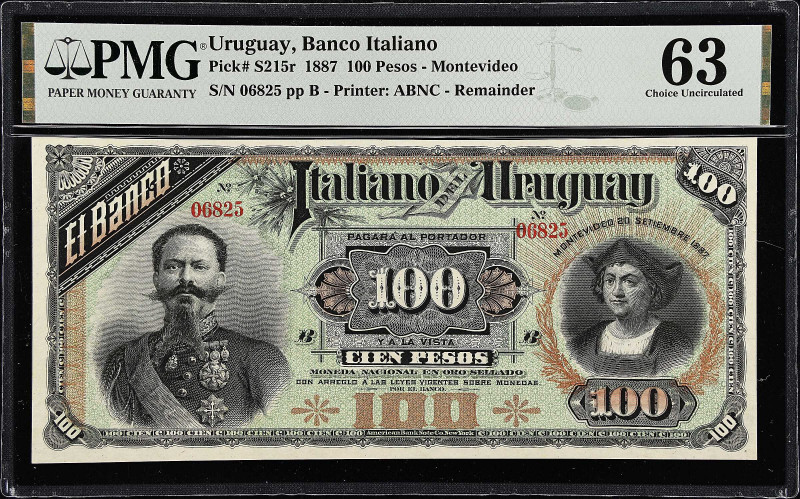 PMG®
PAPER MONEY GUARANTY
Uruguay, Banco Italiano
Pick# S215r 1887 100 Pesos - Montevideo
S/N 06825 pp B - Printer: ABNC - Remainder
63
Choice Uncirculated
El Banco
Italiano DEL Uruguay
100
Nº
06825
Nº
06825
MONTEVIDEO 20 SETIEMBRE 1887
PAGARÁ AL PORTADOR
100
B
B
Y A LA VISTA
CIEN PESOS
MONEDA NACIONAL EN ORO SELLADO
CON ARREGLO A LAS LEYES VIGENTES SOBRE MONEDAS
POR EL BANCO.
100
100
100
100
American Bank Note Co. New York